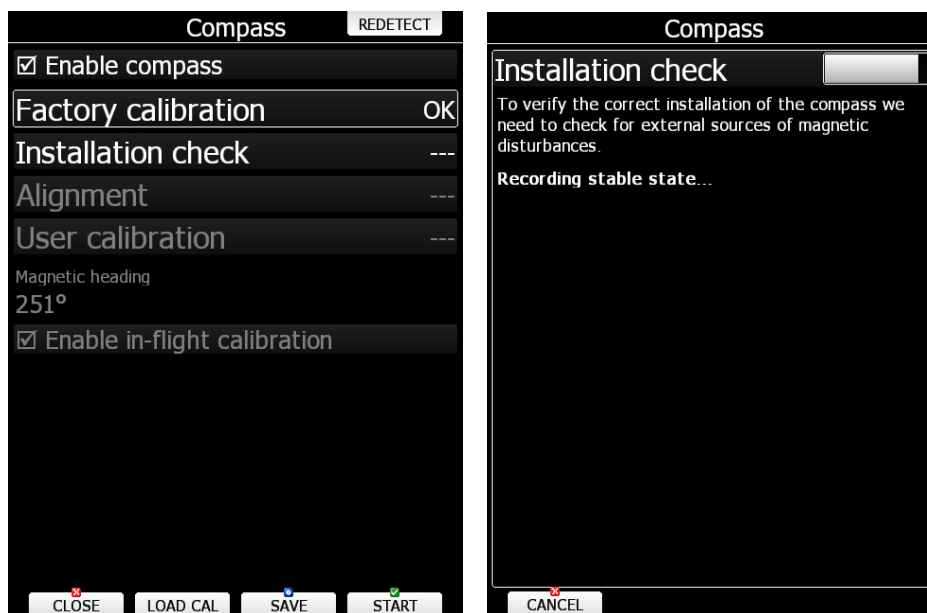 Compass
REDETECT
Enable compass
Factory calibration OK
Installation check ---
Alignment ---
User calibration ---
Magnetic heading
251°
Enable in-flight calibration
CLOSE
LOAD CAL
SAVE
START
Compass
Installation check
To verify the correct installation of the compass we
need to check for external sources of magnetic
disturbances.
Recording stable state...
CANCEL